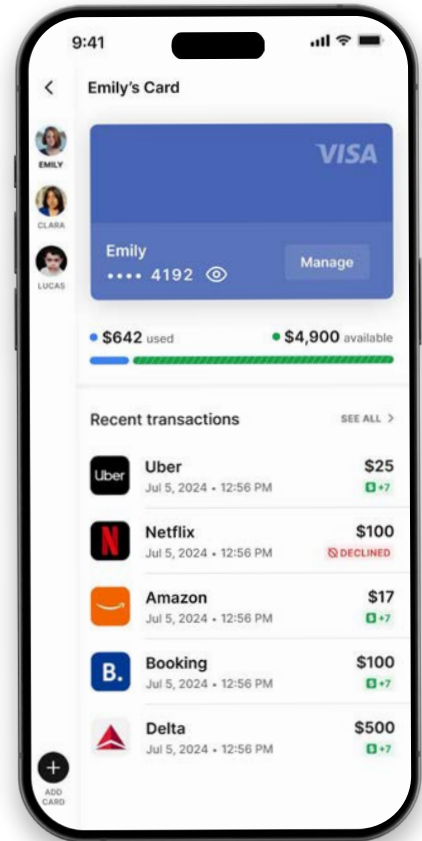 9:41
Emily's Card
EMILY
CLARA
LUCAS
VISA
Emily
•••• 4192
Manage
$642 used
$4,900 available
Recent transactions
SEE ALL >
Uber
Uber
$25
Jul 5, 2024 • 12:56 PM
+7
N
Netflix
$100
Jul 5, 2024 • 12:56 PM
DECLINED
Amazon
$17
Jul 5, 2024 • 12:56 PM
+7
B.
Booking
$100
Jul 5, 2024 • 12:56 PM
+7
Delta
$500
Jul 5, 2024 • 12:56 PM
+7
ADD
CARD